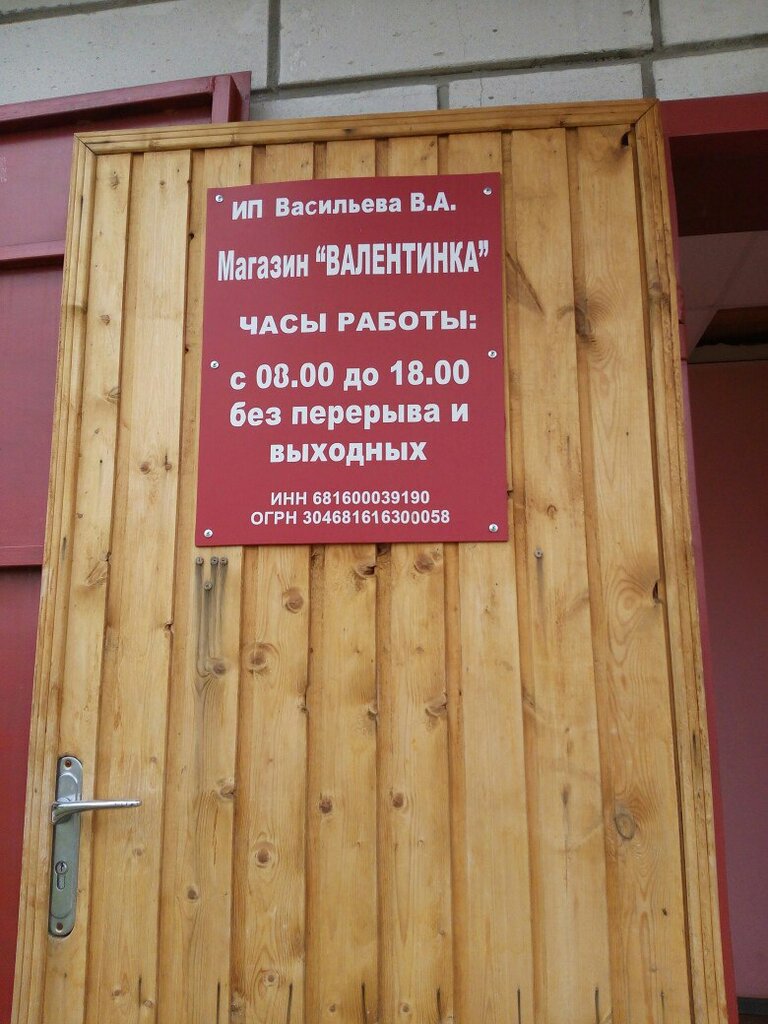 ИП Васильева В.А.
Магазин “ВАЛЕНТИНКА”
ЧАСЫ РАБОТЫ:
с 08.00 до 18.00
без перерыва и
выходных
ИНН 681600039190
ОГРН 304681616300058